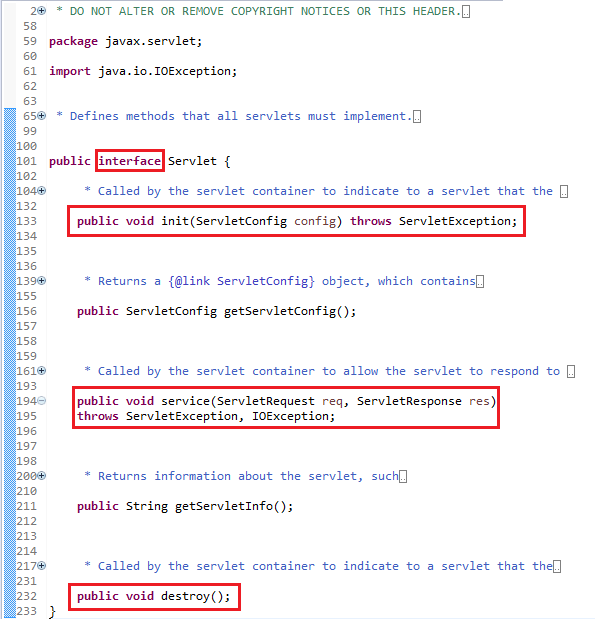 2 * DO NOT ALTER OR REMOVE COPYRIGHT NOTICES OR THIS HEADER.
58
59 package javax.servlet;
60
61 import java.io.IOException;
62
63
65 * Defines methods that all servlets must implement.
99
100
101 public interface Servlet {
102
104 * Called by the servlet container to indicate to a servlet that the
132
133 public void init(ServletConfig config) throws ServletException;
134
135
136
139 * Returns a {@link ServletConfig} object, which contains
155
156 public ServletConfig getServletConfig();
157
158
159
161 * Called by the servlet container to allow the servlet to respond to
193
194 public void service(ServletRequest req, ServletResponse res)
195 throws ServletException, IOException;
196
197
198
200 * Returns information about the servlet, such
210
211 public String getServletInfo();
212
213
214
217 * Called by the servlet container to indicate to a servlet that the
231
232 public void destroy();
233 }